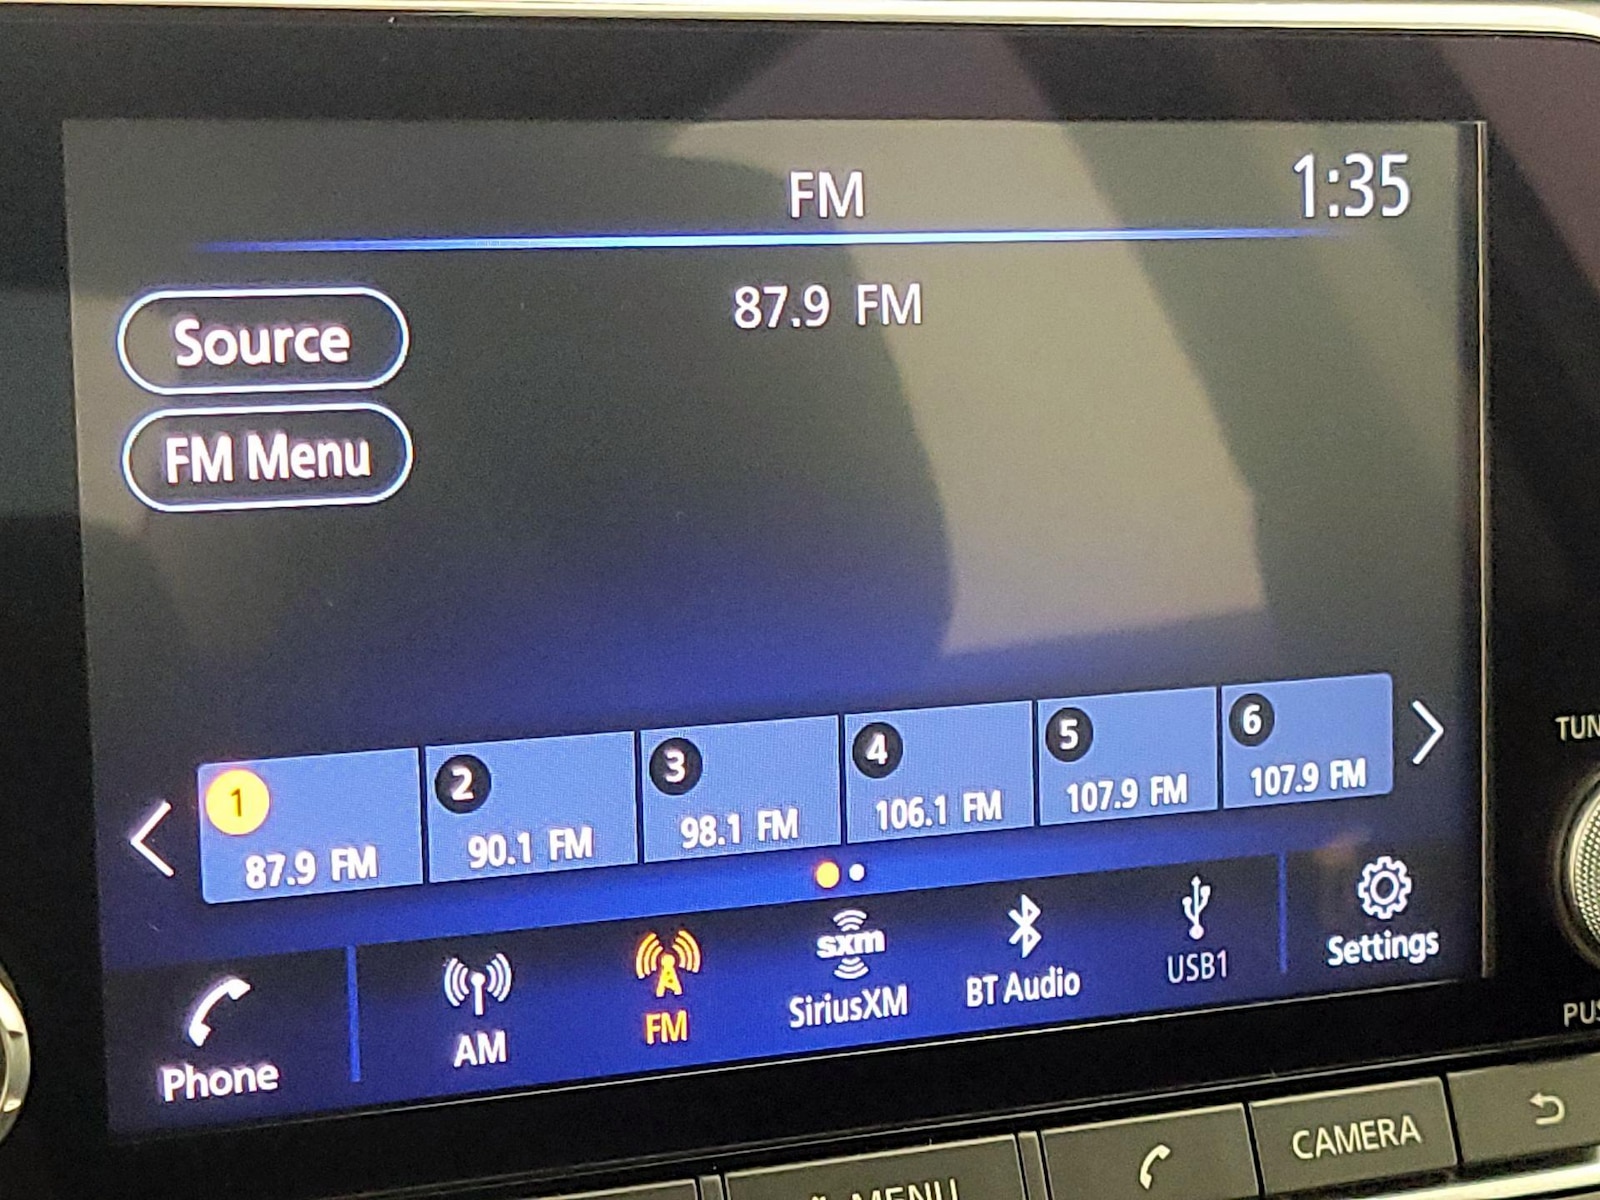 FM
1:35
87.9 FM
Source
FM Menu
1
87.9 FM
2
90.1 FM
3
98.1 FM
4
106.1 FM
5
107.9 FM
6
107.9 FM
Phone
AM
FM
sxm
SiriusXM
BT Audio
USB1
Settings
TUN
PUS
MENU
CAMERA